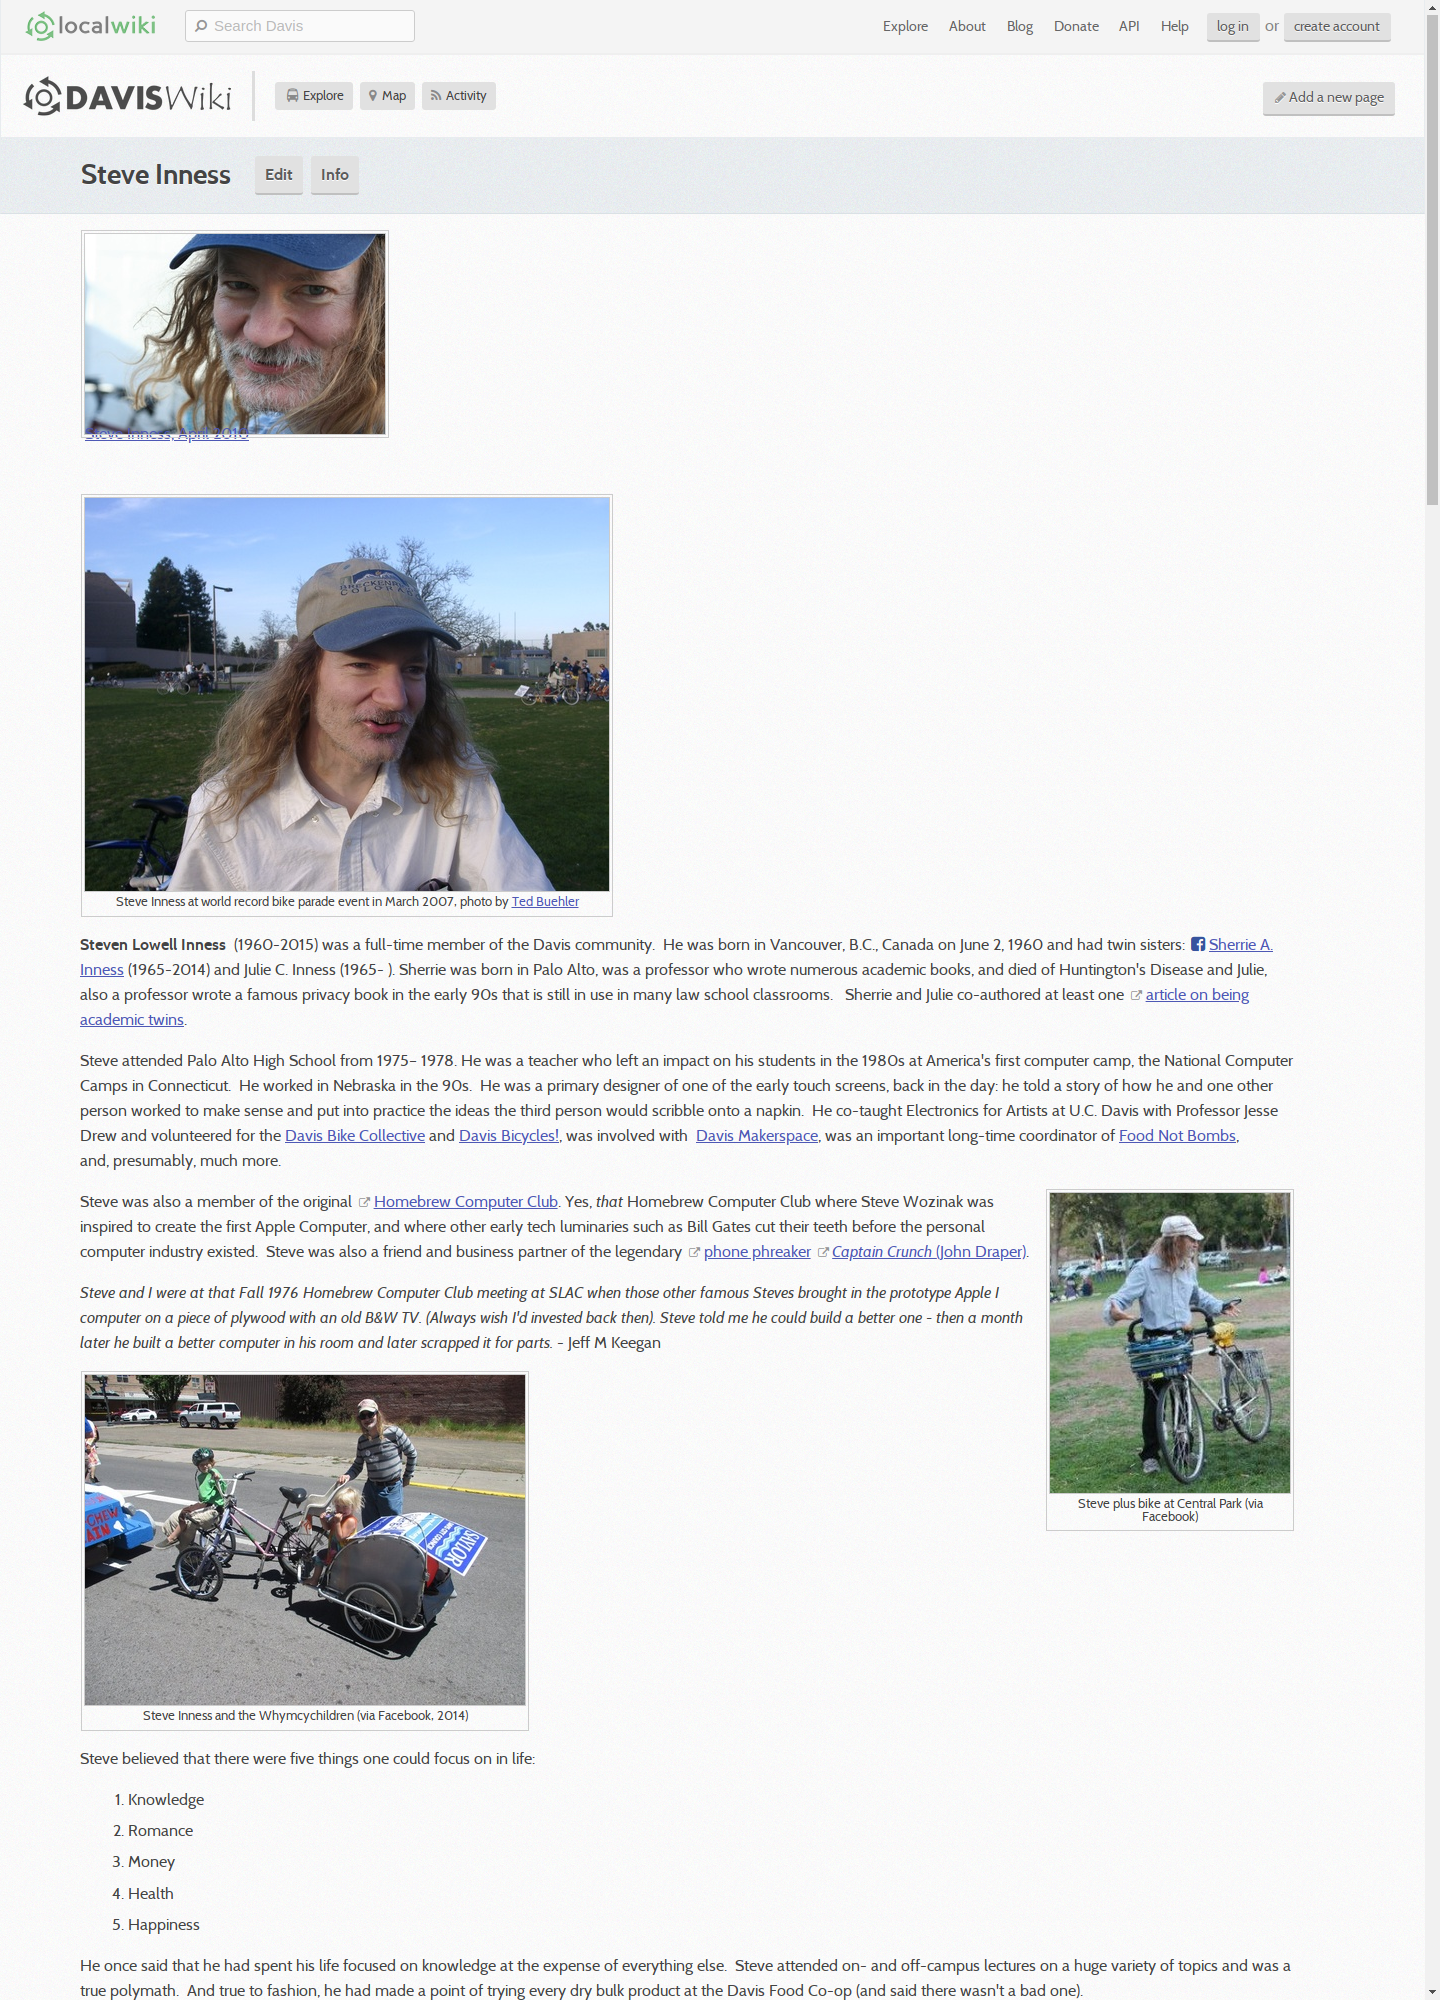 localwiki
Search Davis
Explore About Blog Donate API Help log in or create account
DAVISWiki
Explore Map Activity
Add a new page
Steve Inness Edit Info
Steve Inness, April 2010
BRECKENRIDGE
COLORADO
Steve Inness at world record bike parade event in March 2007, photo by Ted Buehler
Steven Lowell Inness (1960-2015) was a full-time member of the Davis community. He was born in Vancouver, B.C., Canada on June 2, 1960 and had twin sisters: Sherrie A.
Inness (1965-2014) and Julie C. Inness (1965- ). Sherrie was born in Palo Alto, was a professor who wrote numerous academic books, and died of Huntington's Disease and Julie,
also a professor wrote a famous privacy book in the early 90s that is still in use in many law school classrooms. Sherrie and Julie co-authored at least one article on being
academic twins.
Steve attended Palo Alto High School from 1975– 1978. He was a teacher who left an impact on his students in the 1980s at America's first computer camp, the National Computer
Camps in Connecticut. He worked in Nebraska in the 90s. He was a primary designer of one of the early touch screens, back in the day: he told a story of how he and one other
person worked to make sense and put into practice the ideas the third person would scribble onto a napkin. He co-taught Electronics for Artists at U.C. Davis with Professor Jesse
Drew and volunteered for the Davis Bike Collective and Davis Bicycles!, was involved with Davis Makerspace, was an important long-time coordinator of Food Not Bombs,
and, presumably, much more.
Steve was also a member of the original Homebrew Computer Club. Yes, that Homebrew Computer Club where Steve Wozinak was
inspired to create the first Apple Computer, and where other early tech luminaries such as Bill Gates cut their teeth before the personal
computer industry existed. Steve was also a friend and business partner of the legendary phone phreaker Captain Crunch (John Draper).
Steve and I were at that Fall 1976 Homebrew Computer Club meeting at SLAC when those other famous Steves brought in the prototype Apple I
computer on a piece of plywood with an old B&W TV. (Always wish I'd invested back then). Steve told me he could build a better one - then a month
later he built a better computer in his room and later scrapped it for parts. - Jeff M Keegan
Steve plus bike at Central Park (via
Facebook)
SAYLOR
Steve Inness and the Whymcychildren (via Facebook, 2014)
Steve believed that there were five things one could focus on in life:
1. Knowledge
2. Romance
3. Money
4. Health
5. Happiness
He once said that he had spent his life focused on knowledge at the expense of everything else. Steve attended on- and off-campus lectures on a huge variety of topics and was a
true polymath. And true to fashion, he had made a point of trying every dry bulk product at the Davis Food Co-op (and said there wasn't a bad one).